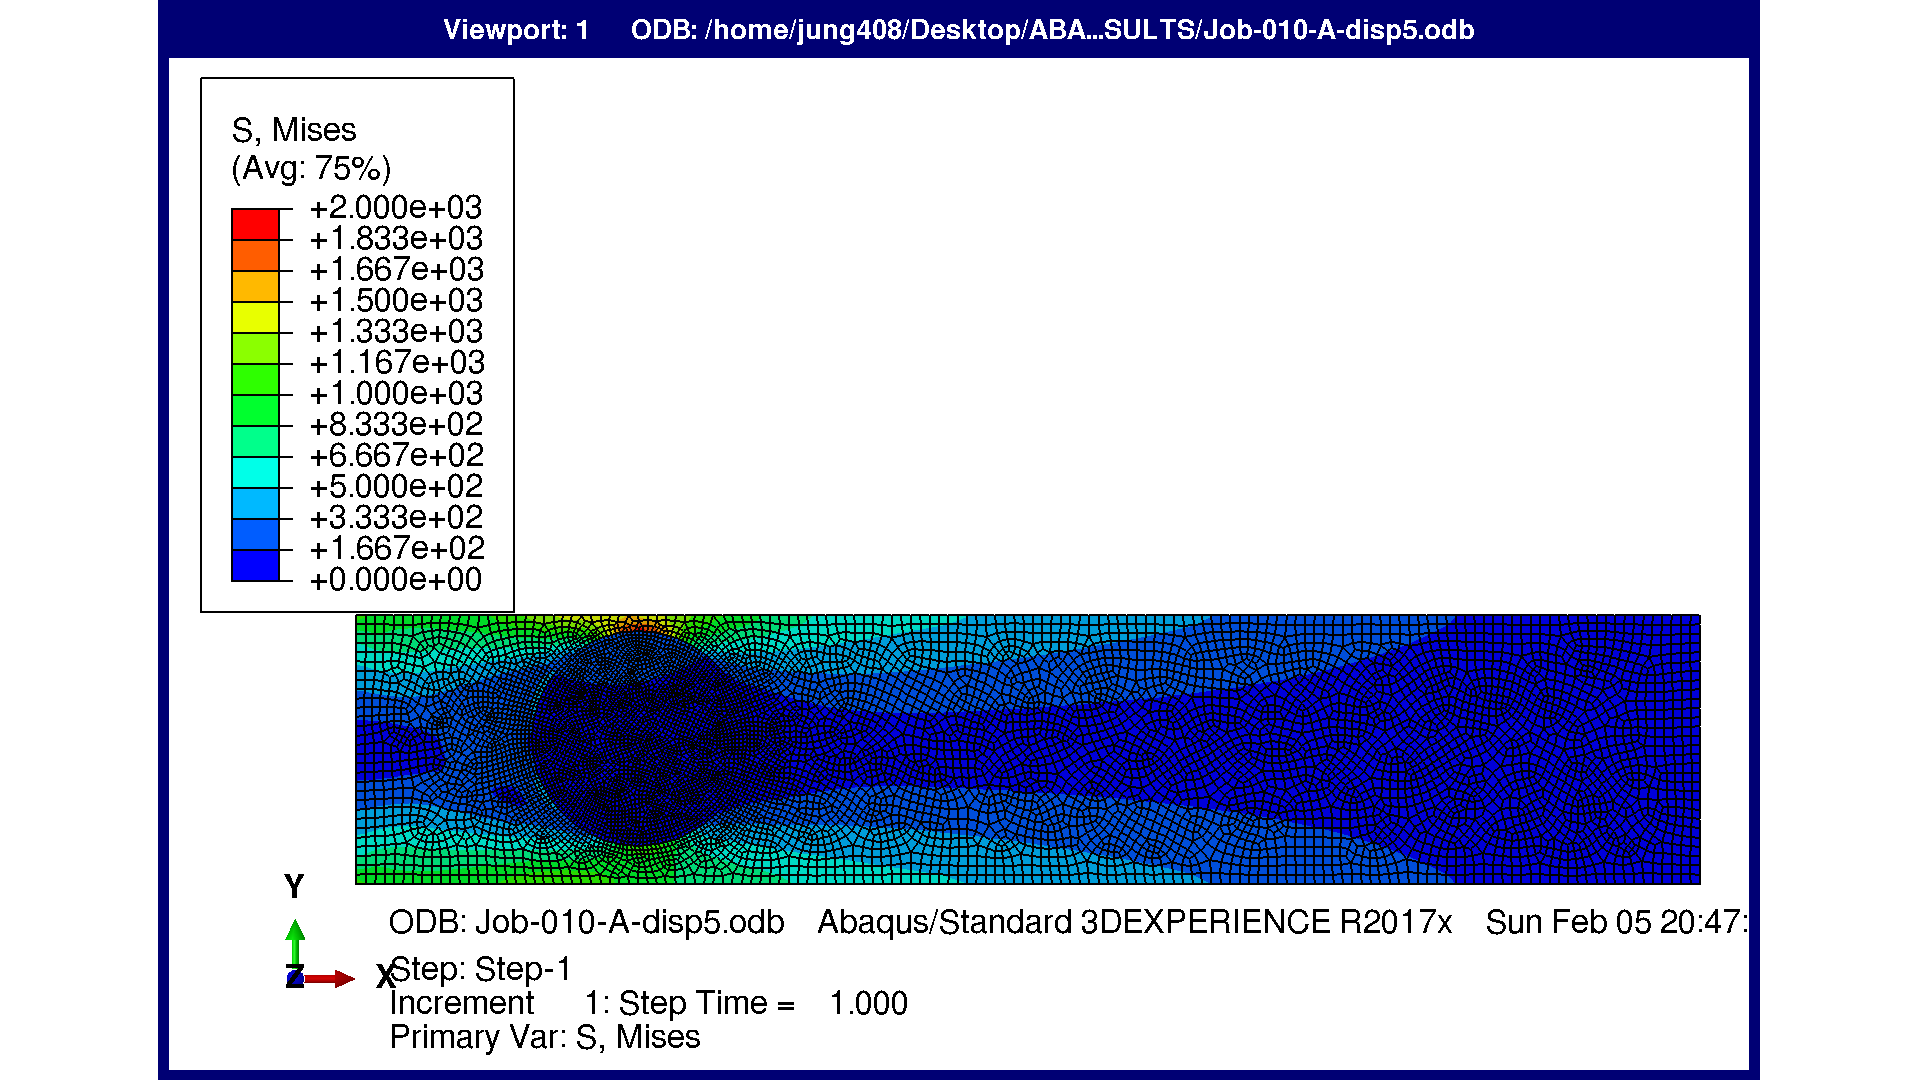 Viewport: 1 ODB: /home/jung408/Desktop/ABA...SULTS/Job-010-A-disp5.odb
S, Mises
(Avg: 75%)
+2.000e+03
+1.833e+03
+1.667e+03
+1.500e+03
+1.333e+03
+1.167e+03
+1.000e+03
+8.333e+02
+6.667e+02
+5.000e+02
+3.333e+02
+1.667e+02
+0.000e+00
Y
Z
X
ODB: Job-010-A-disp5.odb Abaqus/Standard 3DEXPERIENCE R2017x Sun Feb 05 20:47:
Step: Step-1
Increment 1: Step Time = 1.000
Primary Var: S, Mises